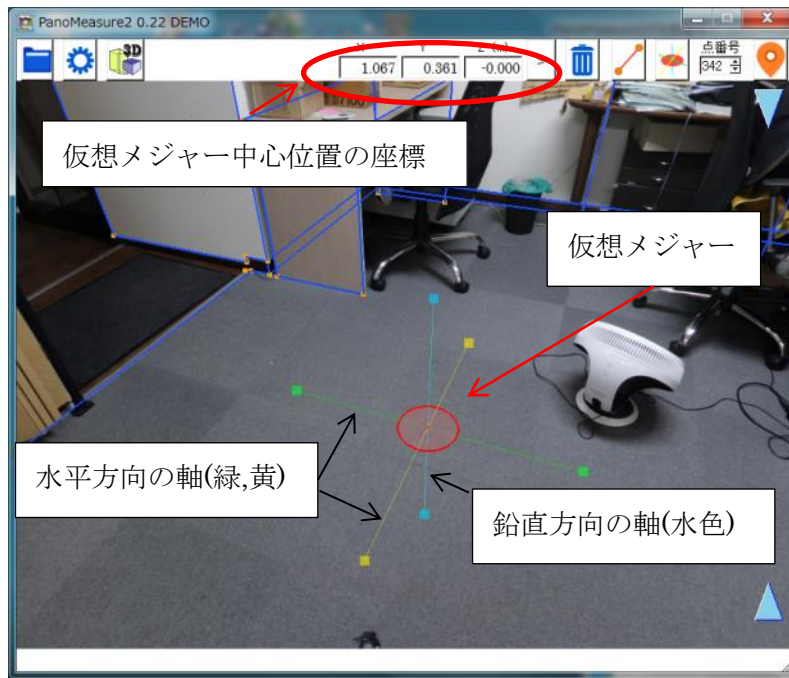 PanoMeasure2 0.22 DEMO
3D
点番号
1.067 0.361 -0.000
342
仮想メジャー中心位置の座標
仮想メジャー
水平方向の軸(緑,黄)
鉛直方向の軸(水色)